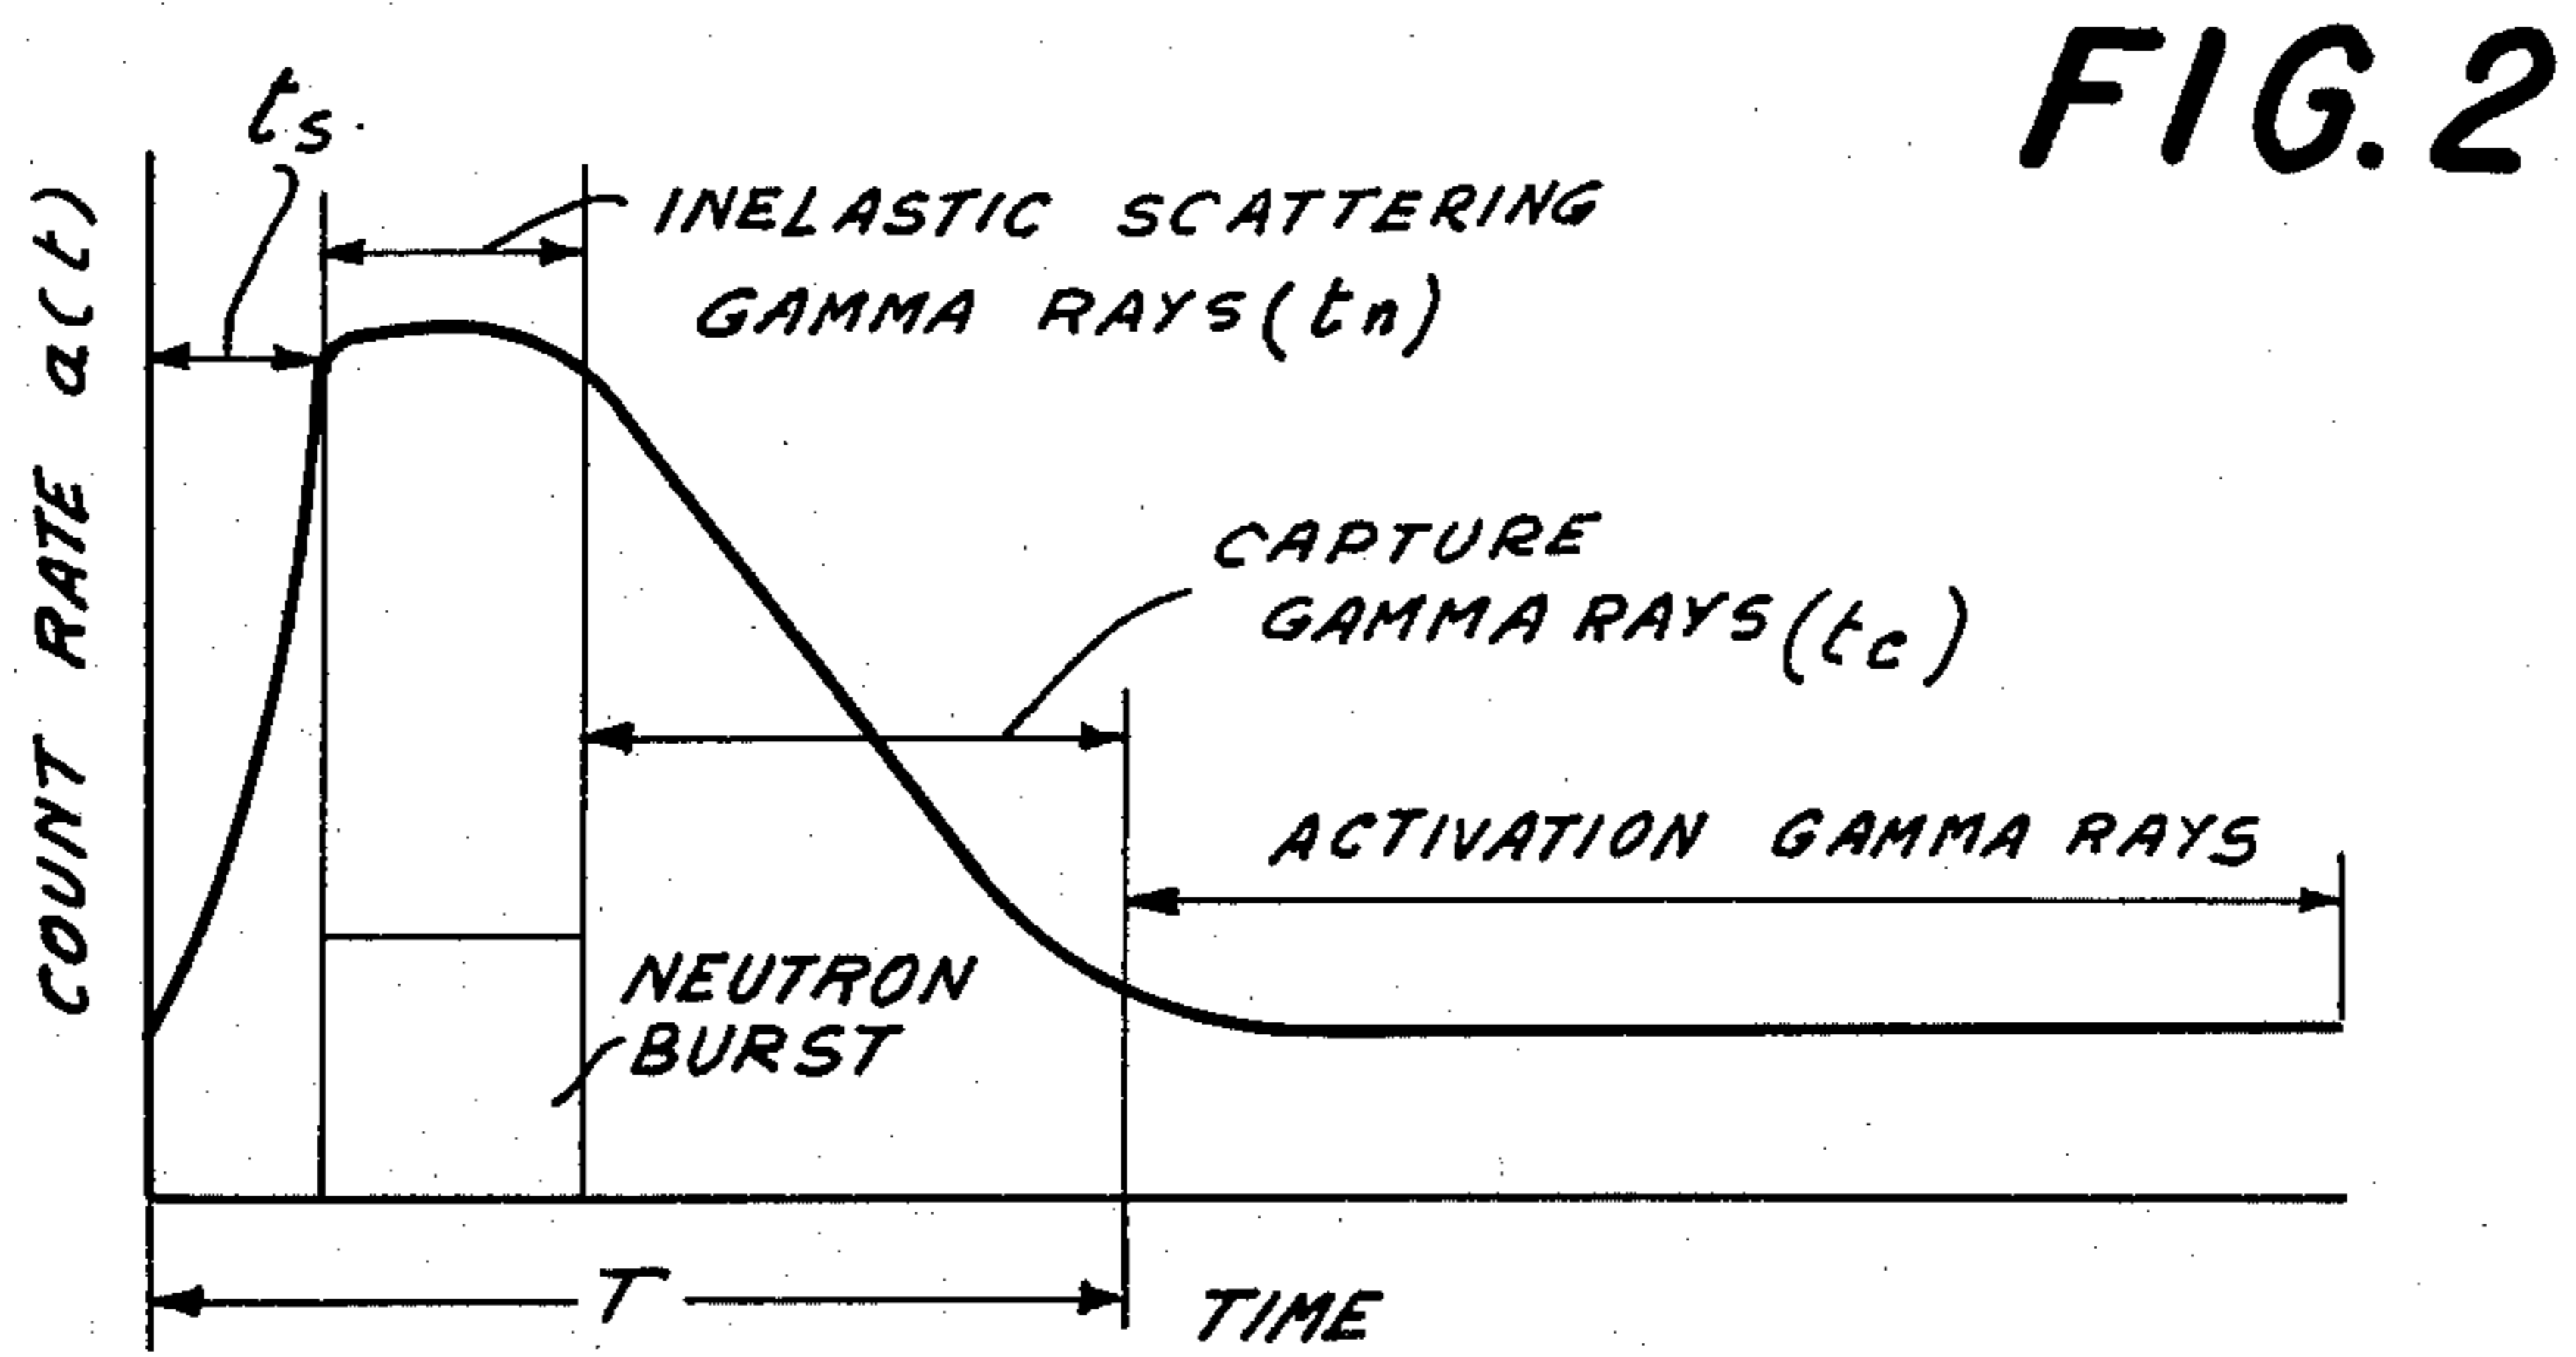 FIG. 2
ts
INELASTIC SCATTERING
GAMMA RAYS (tn)
COUNT RATE a(t)
CAPTURE
GAMMA RAYS (tc)
ACTIVATION GAMMA RAYS
NEUTRON
BURST
T
TIME